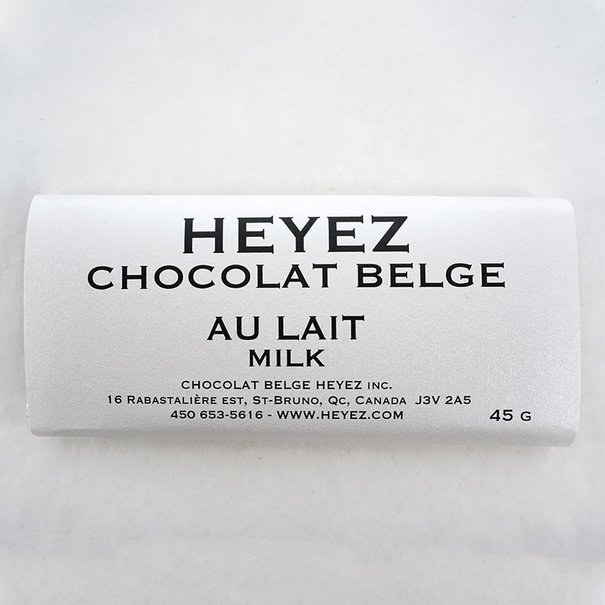 HEYEZ
CHOCOLAT BELGE
AU LAIT
MILK
CHOCOLAT BELGE HEYEZ INC.
16 RABASTALIÈRE EST, ST-BRUNO, QC, CANADA J3V 2A5
450 653-5616 - WWW.HEYEZ.COM
45 G